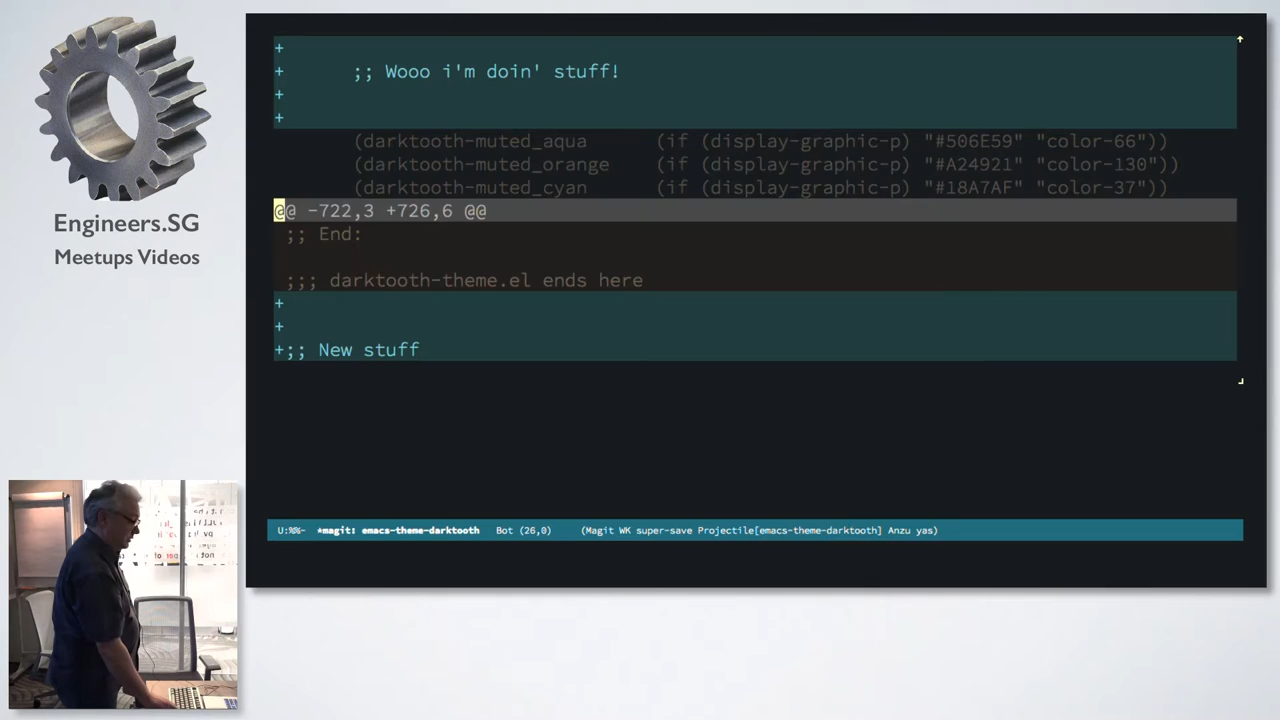 Engineers.SG
Meetups Videos
+
+ ;; Wooo i'm doin' stuff!
+
+
(darktooth-muted_aqua (if (display-graphic-p) "#506E59" "color-66"))
(darktooth-muted_orange (if (display-graphic-p) "#A24921" "color-130"))
(darktooth-muted_cyan (if (display-graphic-p) "#18A7AF" "color-37"))
@@ -722,3 +726,6 @@
;; End:
;;; darktooth-theme.el ends here
+
+
+;; New stuff
U:%%- *magit: emacs-theme-darktooth Bot (26,0) (Magit WK super-save Projectile[emacs-theme-darktooth] Anzu yas)